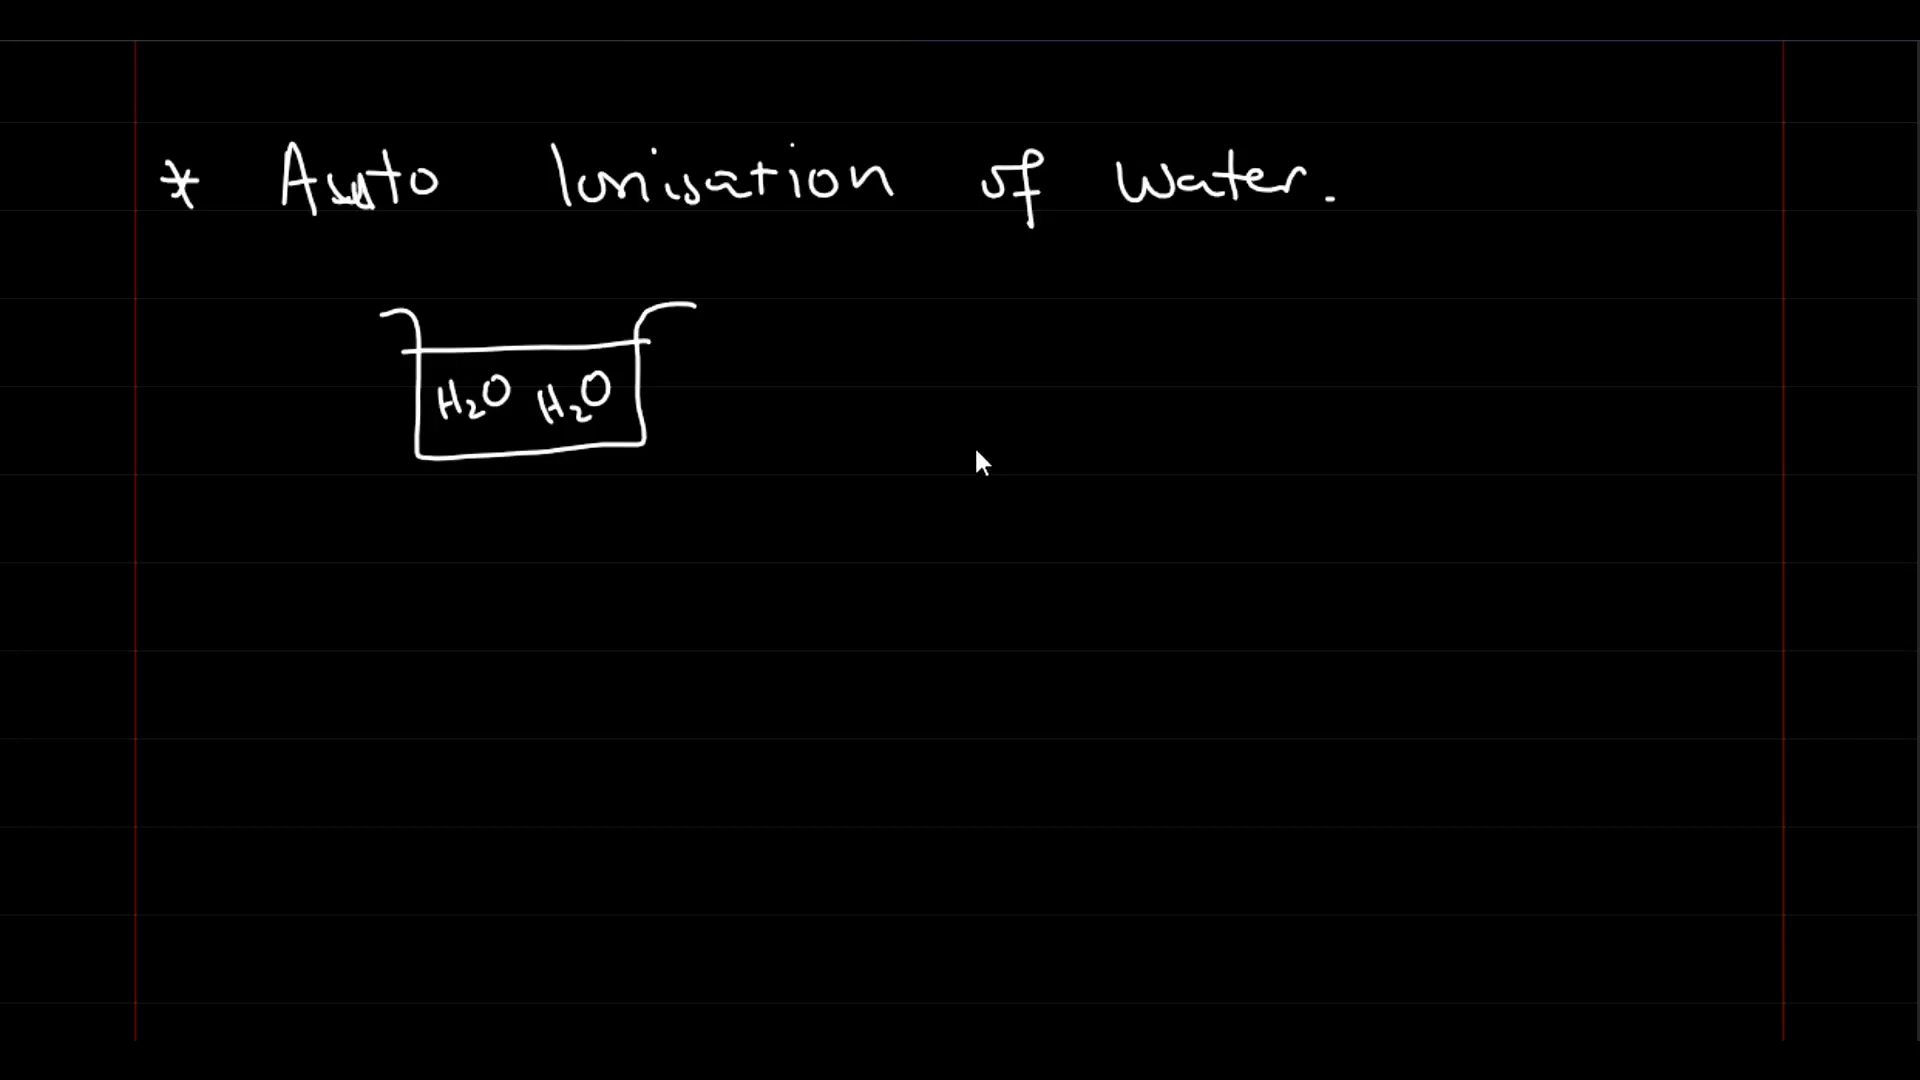 * Auto Ionisation of Water.
H₂O H₂O